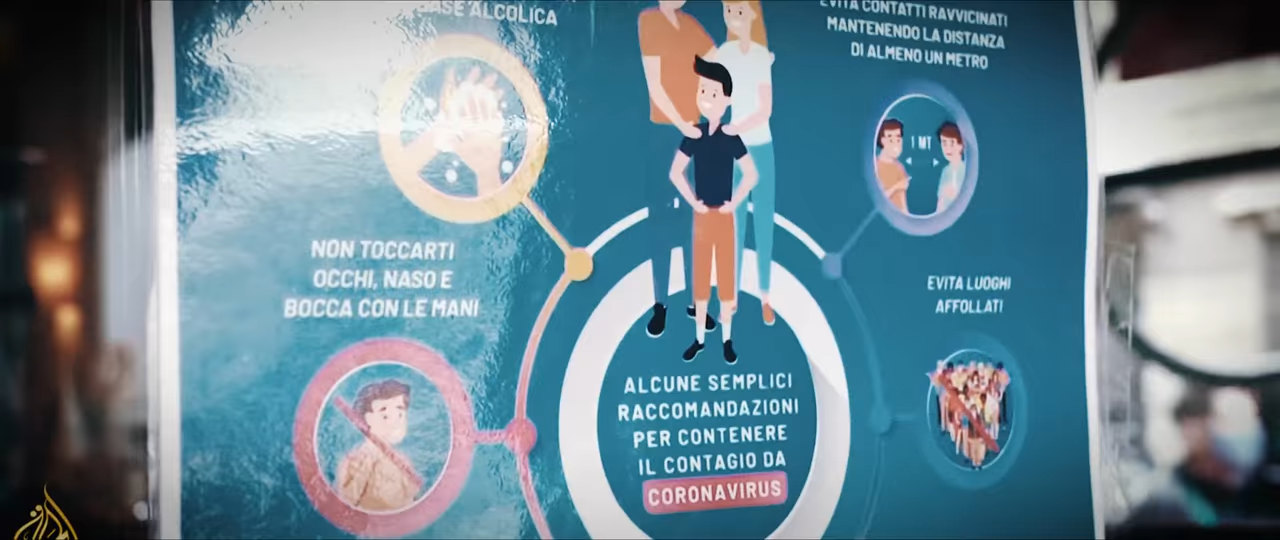 BASE ALCOLICA
NON TOCCARTI
OCCHI, NASO E
BOCCA CON LE MANI
ALCUNE SEMPLICI
RACCOMANDAZIONI
PER CONTENERE
IL CONTAGIO DA
CORONAVIRUS
EVITA CONTATTI RAVVICINATI
MANTENENDO LA DISTANZA
DI ALMENO UN METRO
1 MT
EVITA LUOGHI
AFFOLLATI